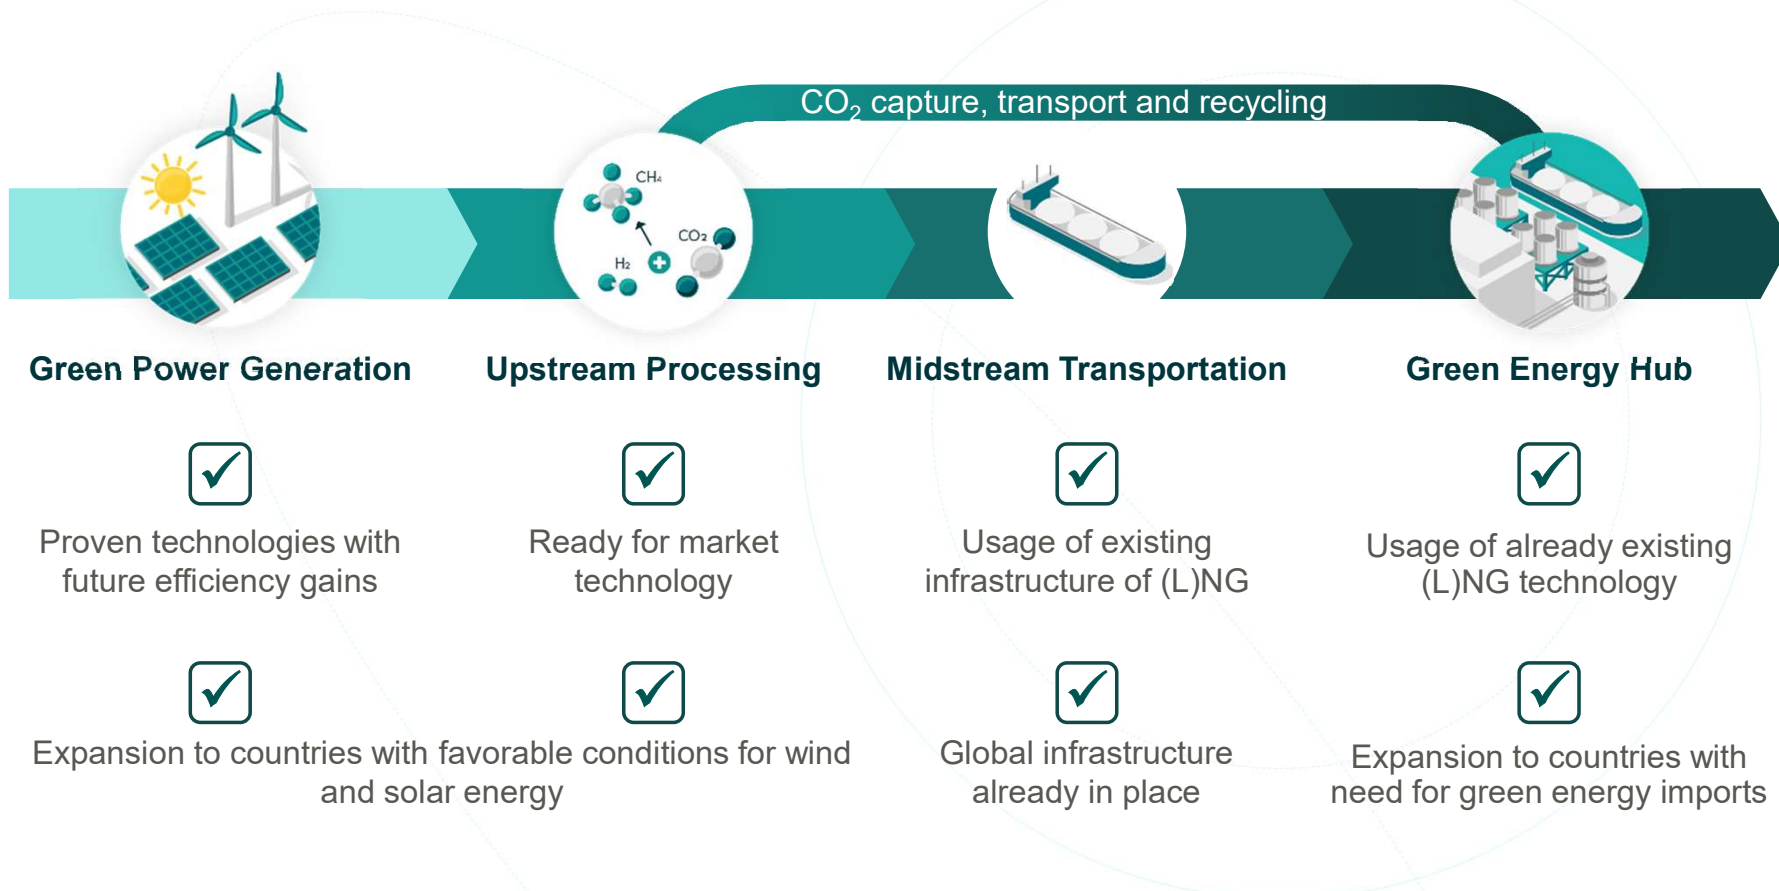 CO₂ capture, transport and recycling
CH₄
CO₂
H₂
Green Power Generation
Upstream Processing
Midstream Transportation
Green Energy Hub
Proven technologies with
future efficiency gains
Ready for market
technology
Usage of existing
infrastructure of (L)NG
Usage of already existing
(L)NG technology
Expansion to countries with favorable conditions for wind
and solar energy
Global infrastructure
already in place
Expansion to countries with
need for green energy imports